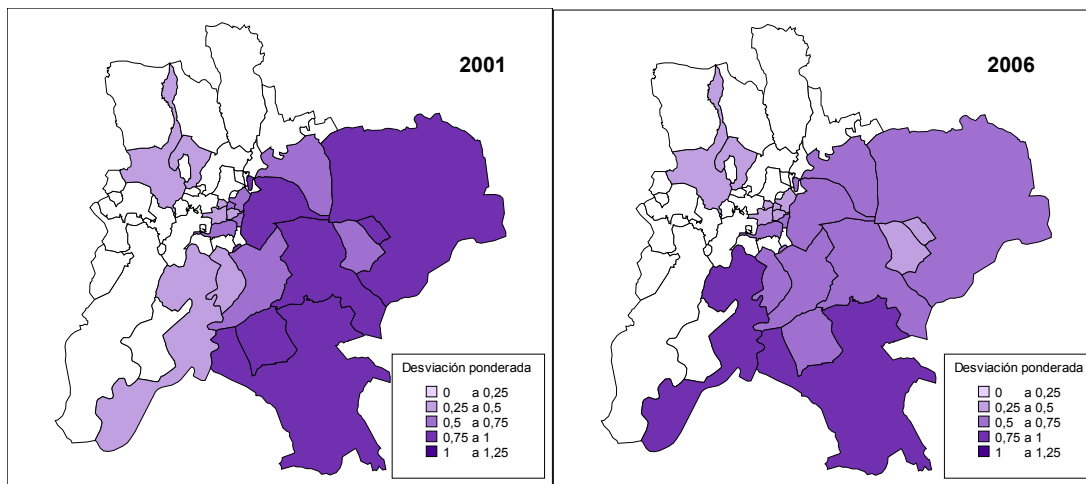 2001
Desviación ponderada
0 a 0,25
0,25 a 0,5
0,5 a 0,75
0,75 a 1
1 a 1,25
2006
Desviación ponderada
0 a 0,25
0,25 a 0,5
0,5 a 0,75
0,75 a 1
1 a 1,25